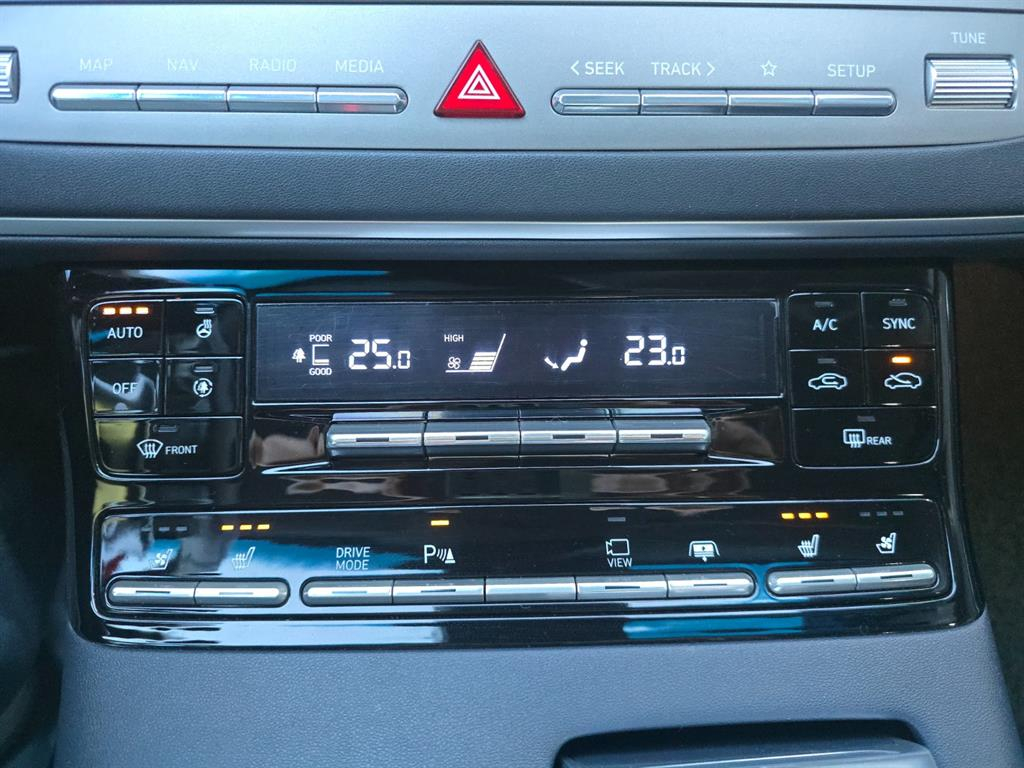 MAP NAV RADIO MEDIA < SEEK TRACK > SETUP TUNE
AUTO
OFF
FRONT
POOR
GOOD
25.0
HIGH
23.0
A/C SYNC
REAR
DRIVE
MODE
P
VIEW